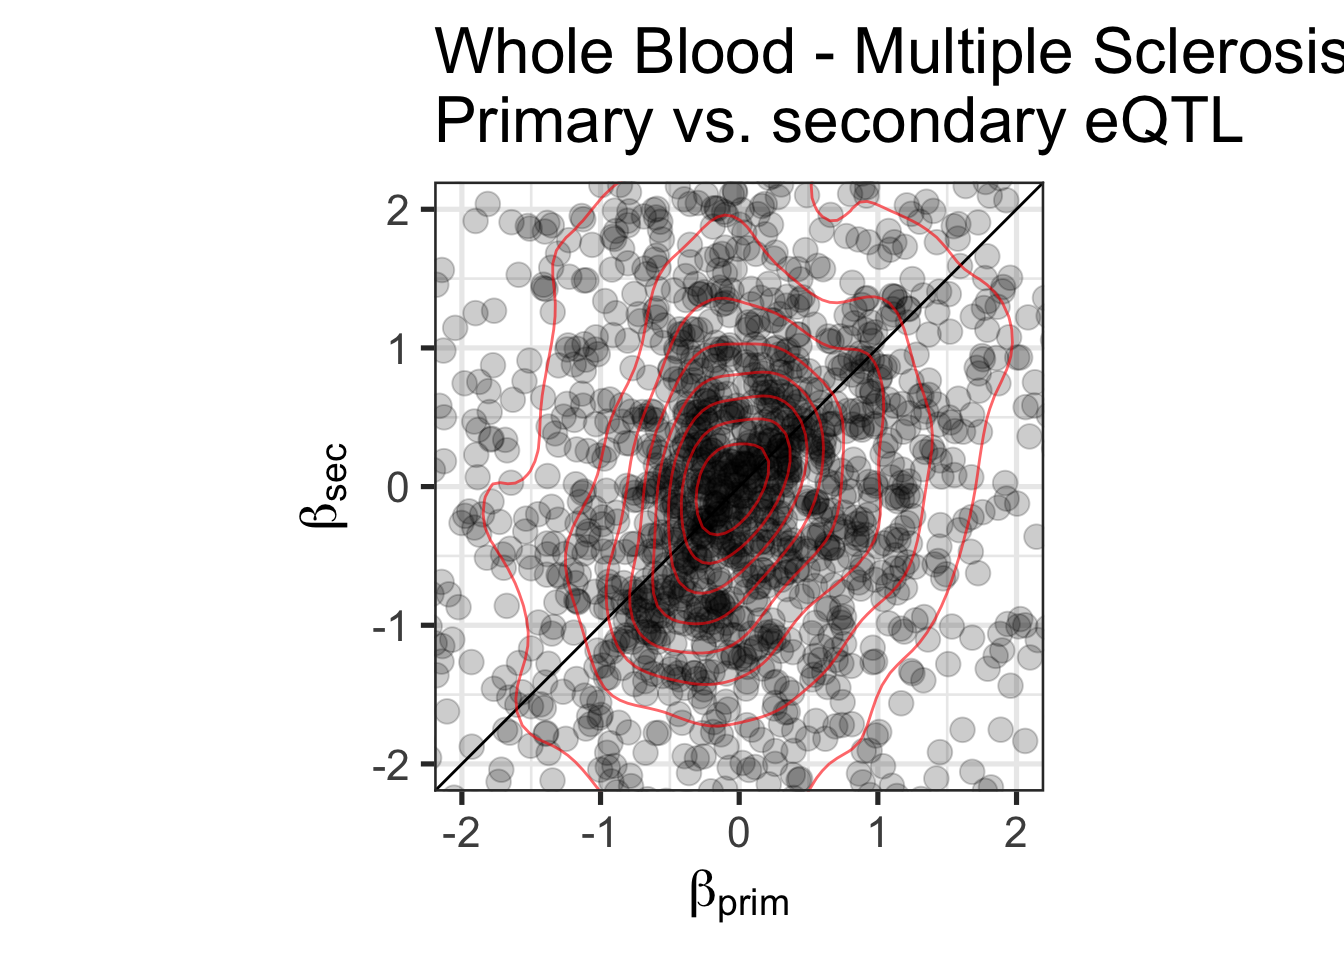 Whole Blood - Multiple Sclerosis
Primary vs. secondary eQTL
2
1
0
-1
-2
βsec
-2 -1 0 1 2
βprim